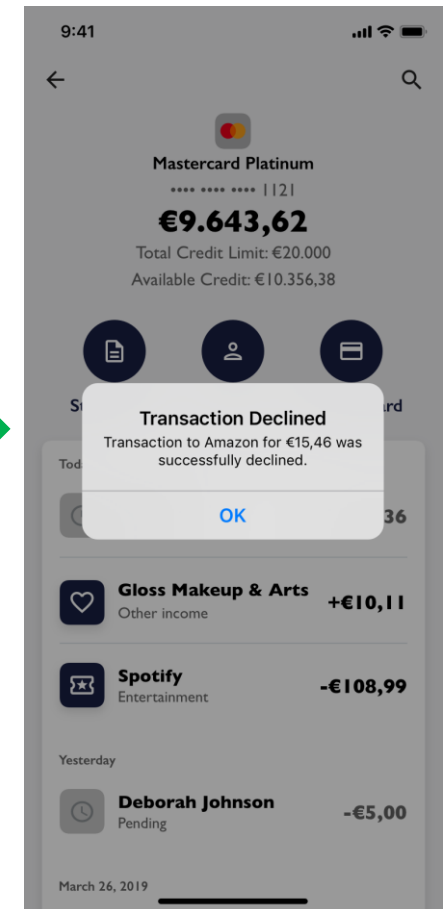 9:41
Mastercard Platinum
•••• •••• •••• 1121
€9.643,62
Total Credit Limit: €20.000
Available Credit: €10.356,38
Transaction Declined
Transaction to Amazon for €15,46 was
successfully declined.
OK
36
Gloss Makeup & Arts
Other income
+€10,11
Spotify
Entertainment
-€108,99
Yesterday
Deborah Johnson
Pending
-€5,00
March 26, 2019